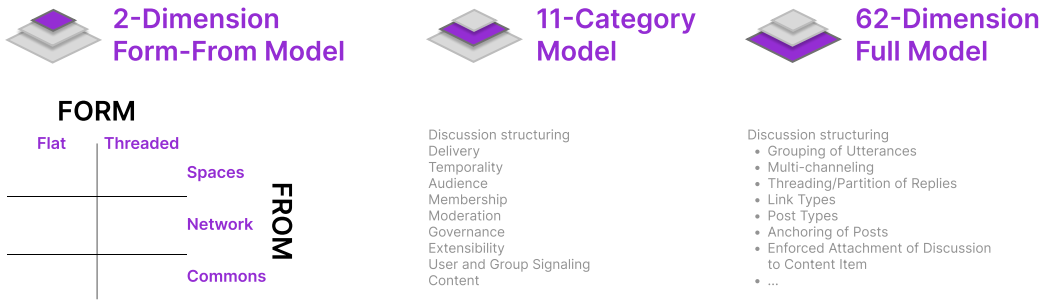 2-Dimension
Form-From Model
FORM
Flat Threaded
Spaces
Network
Commons
FROM
11-Category
Model
Discussion structuring
Delivery
Temporality
Audience
Membership
Moderation
Governance
Extensibility
User and Group Signaling
Content
62-Dimension
Full Model
Discussion structuring
• Grouping of Utterances
• Multi-channeling
• Threading/Partition of Replies
• Link Types
• Post Types
• Anchoring of Posts
• Enforced Attachment of Discussion
to Content Item
• ...